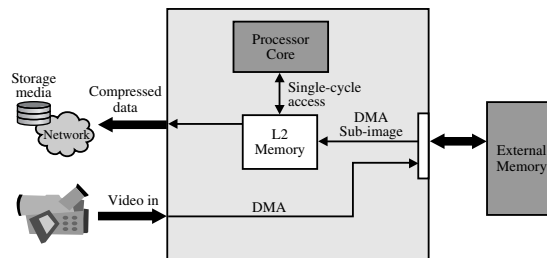 Processor
Core
Storage
media
Compressed
data
Single-cycle
access
Network
L2
Memory
DMA
Sub-image
External
Memory
Video in
DMA